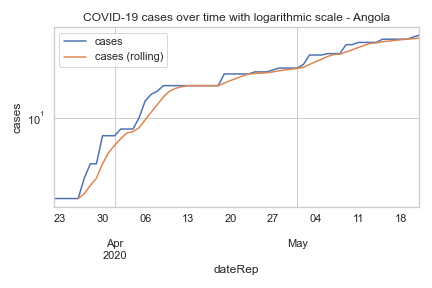 COVID-19 cases over time with logarithmic scale - Angola
cases
cases (rolling)
cases
10¹
23 30 06 13 20 27 04 11 18
Apr May
2020
dateRep